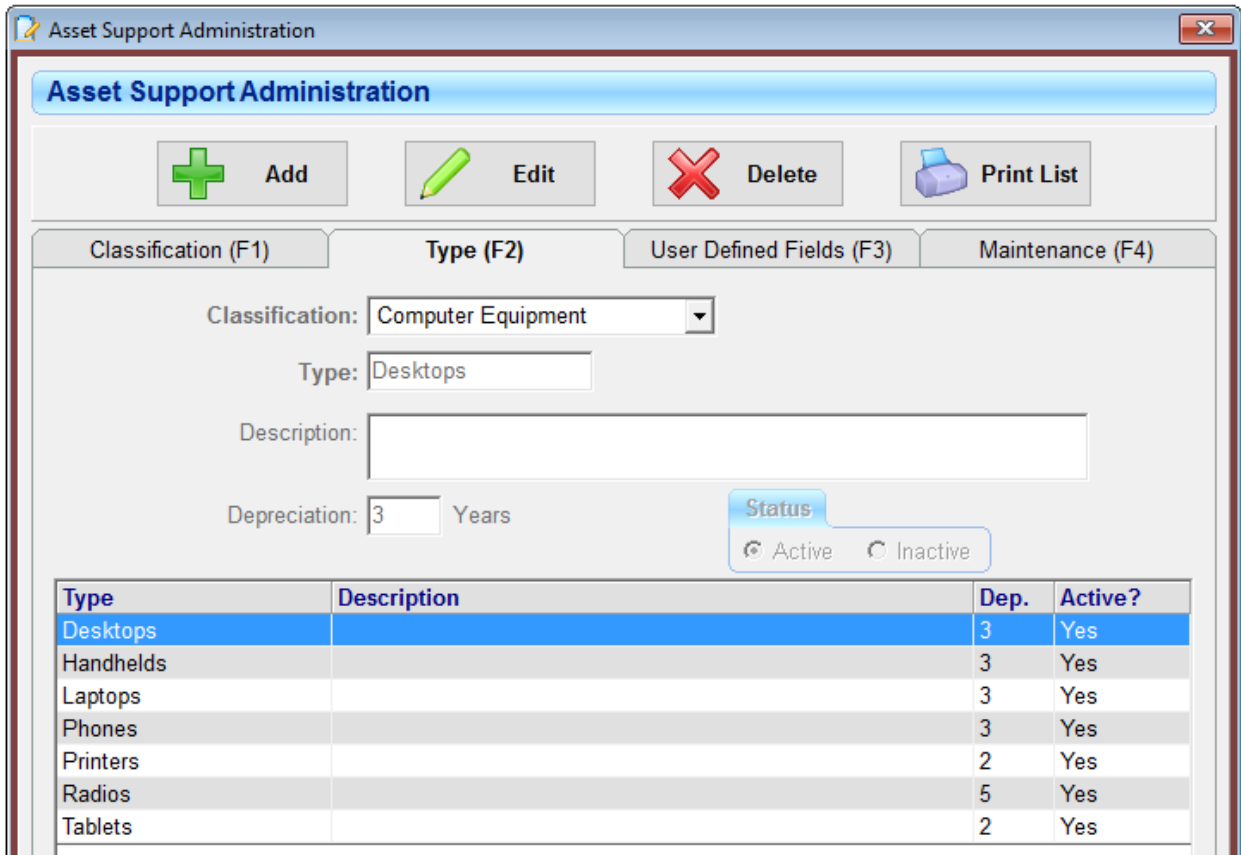 Asset Support Administration
Asset Support Administration
Add Edit Delete Print List
Classification (F1) Type (F2) User Defined Fields (F3) Maintenance (F4)
Classification: Computer Equipment
Type: Desktops
Description:
Depreciation: 3 Years
Status
Active Inactive
Type Description Dep. Active?
Desktops 3 Yes
Handhelds 3 Yes
Laptops 3 Yes
Phones 3 Yes
Printers 2 Yes
Radios 5 Yes
Tablets 2 Yes